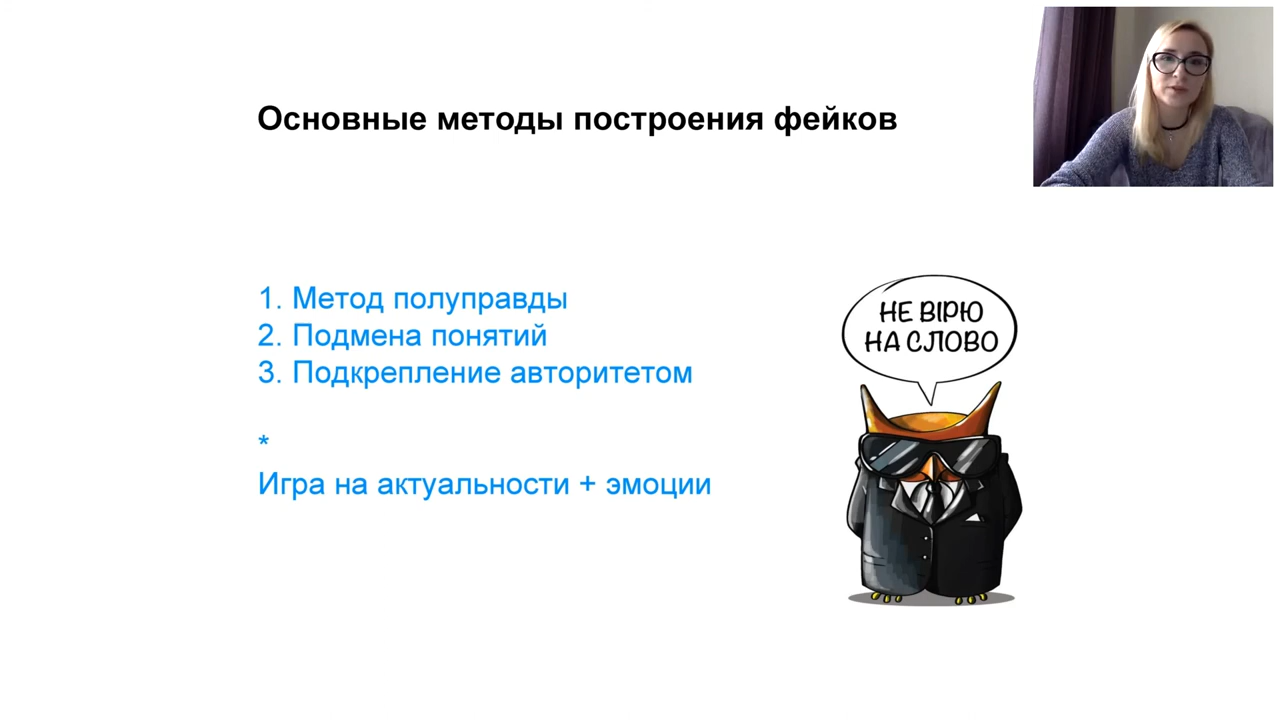 Основные методы построения фейков
1. Метод полуправды
2. Подмена понятий
3. Подкрепление авторитетом
*
Игра на актуальности + эмоции
НЕ ВІРЮ
НА СЛОВО